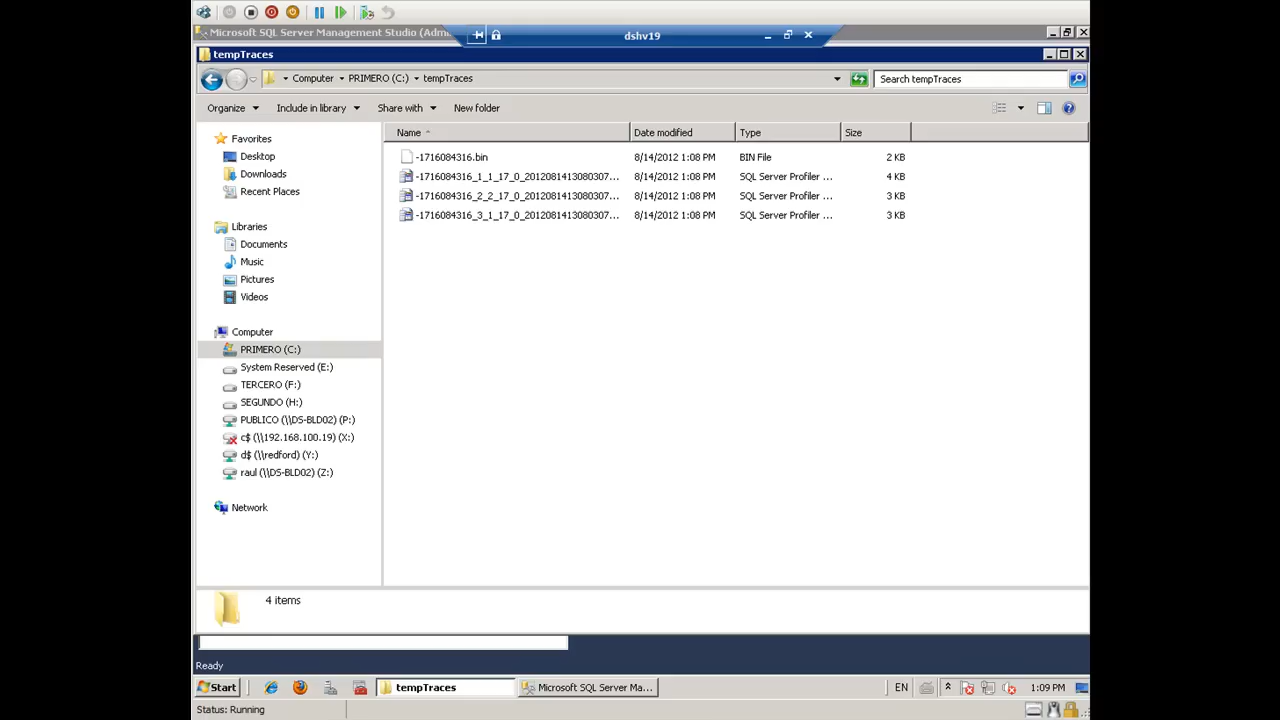 Microsoft SQL Server Management Studio (Adm
dshv19
tempTraces
Computer PRIMERO (C:) tempTraces
Search tempTraces
Organize Include in library Share with New folder
Name Date modified Type Size
-1716084316.bin 8/14/2012 1:08 PM BIN File 2 KB
-1716084316_1_1_17_0_2012081413080307... 8/14/2012 1:08 PM SQL Server Profiler ... 4 KB
-1716084316_2_2_17_0_2012081413080307... 8/14/2012 1:08 PM SQL Server Profiler ... 3 KB
-1716084316_3_1_17_0_2012081413080307... 8/14/2012 1:08 PM SQL Server Profiler ... 3 KB
Favorites
Desktop
Downloads
Recent Places
Libraries
Documents
Music
Pictures
Videos
Computer
PRIMERO (C:)
System Reserved (E:)
TERCERO (F:)
SEGUNDO (H:)
PUBLICO (\\DS-BLD02) (P:)
c$ (\\192.168.100.19) (X:)
d$ (\\redford) (Y:)
raul (\\DS-BLD02) (Z:)
Network
4 items
Ready
Start tempTraces Microsoft SQL Server Ma... EN 1:09 PM
Status: Running